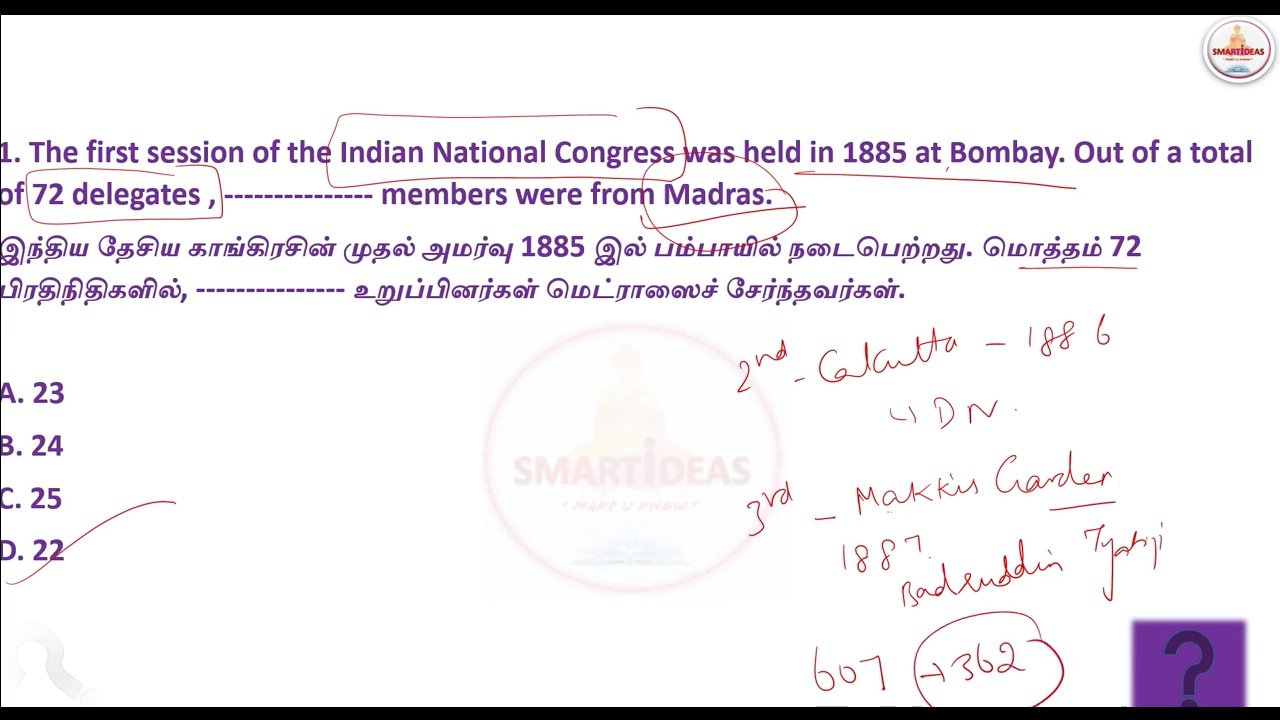 SMARTIDEAS
1. The first session of the Indian National Congress was held in 1885 at Bombay. Out of a total
of 72 delegates , --------------- members were from Madras.
இந்திய தேசிய காங்கிரசின் முதல் அமர்வு 1885 இல் பம்பாயில் நடைபெற்றது. மொத்தம் 72
பிரதிநிதிகளில், --------------- உறுப்பினர்கள் மெட்ராஸைச் சேர்ந்தவர்கள்.
A. 23
B. 24
C. 25
D. 22
SMARTIDEAS
" MAKE U KNOW "
2nd - Calcutta - 1886
↳ DN.
3rd - Makkis Garden
1887.
Badruddin Tyabji
607 → 362
?